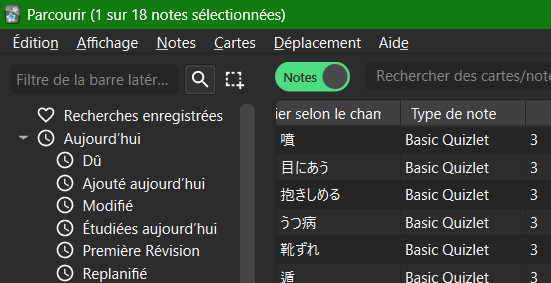 Parcourir (1 sur 18 notes sélectionnées)
Édition Affichage Notes Cartes Déplacement Aide
Filtre de la barre latér... Notes Rechercher des cartes/note
Recherches enregistrées
Aujourd'hui
Dû
Ajouté aujourd'hui
Modifié
Étudiées aujourd'hui
Première Révision
Replanifié
ier selon le chan Type de note
噴 Basic Quizlet 3
目にあう Basic Quizlet 3
抱きしめる Basic Quizlet 3
うつ病 Basic Quizlet 3
靴ずれ Basic Quizlet 3
遁 Basic Quizlet 3